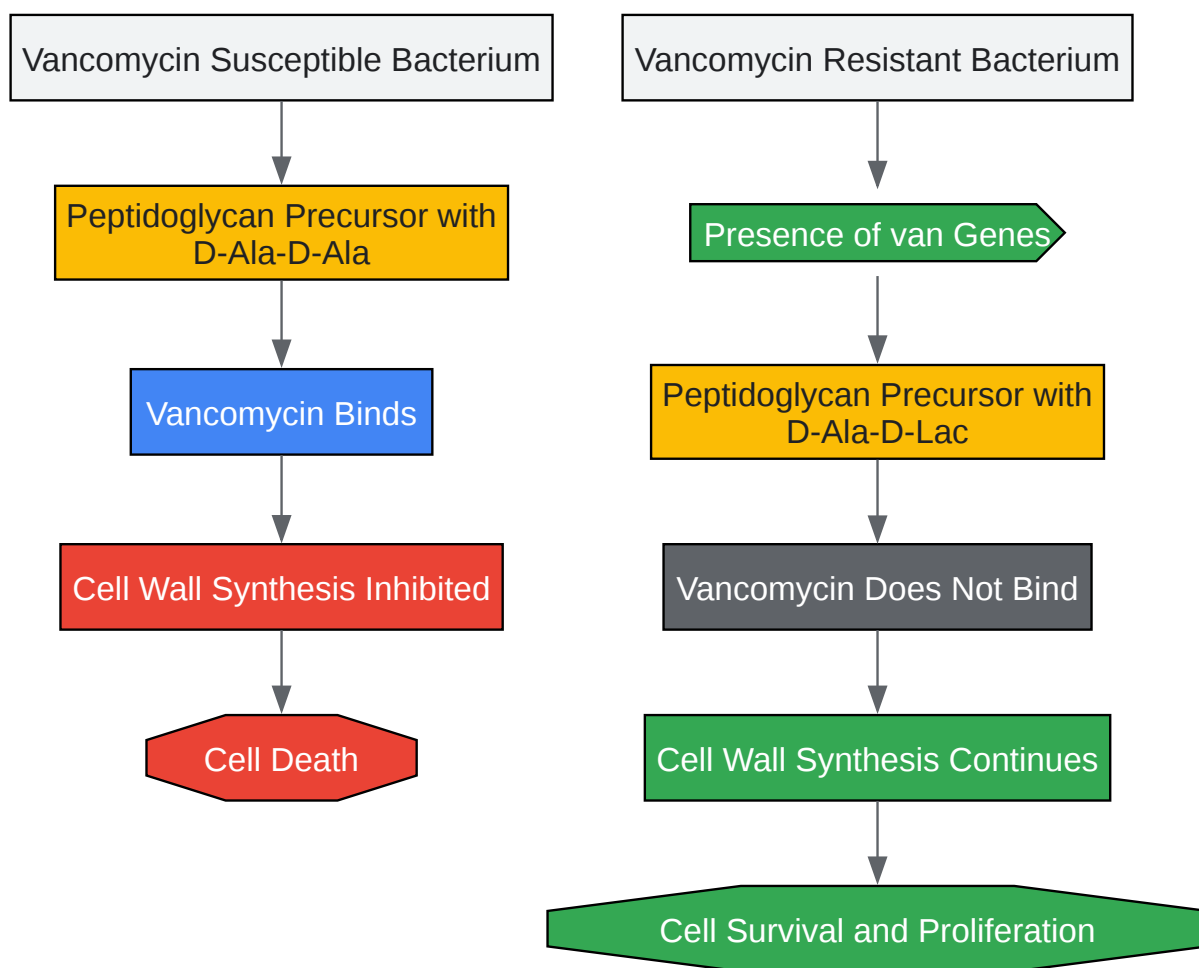 Vancomycin Susceptible Bacterium
Peptidoglycan Precursor with
D-Ala-D-Ala
Vancomycin Binds
Cell Wall Synthesis Inhibited
Cell Death
Vancomycin Resistant Bacterium
Presence of van Genes
Peptidoglycan Precursor with
D-Ala-D-Lac
Vancomycin Does Not Bind
Cell Wall Synthesis Continues
Cell Survival and Proliferation